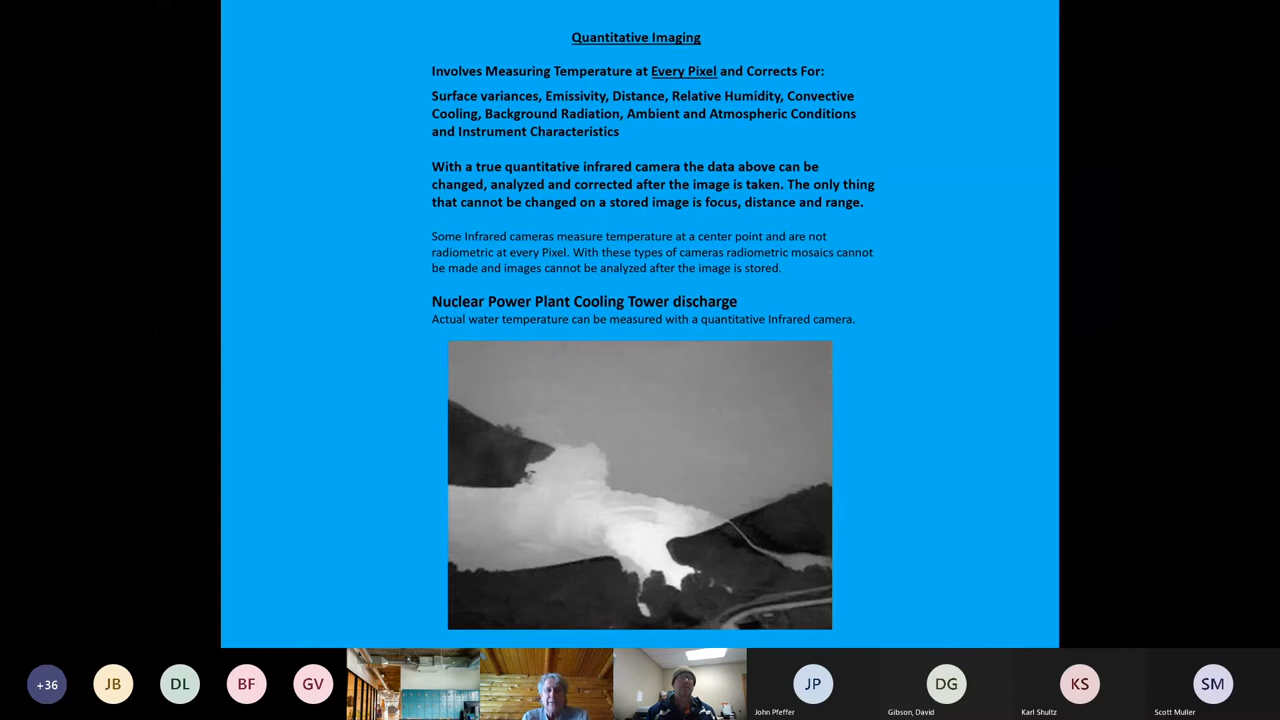 Quantitative Imaging
Involves Measuring Temperature at Every Pixel and Corrects For:
Surface variances, Emissivity, Distance, Relative Humidity, Convective
Cooling, Background Radiation, Ambient and Atmospheric Conditions
and Instrument Characteristics
With a true quantitative infrared camera the data above can be
changed, analyzed and corrected after the image is taken. The only thing
that cannot be changed on a stored image is focus, distance and range.
Some Infrared cameras measure temperature at a center point and are not
radiometric at every Pixel. With these types of cameras radiometric mosaics cannot
be made and images cannot be analyzed after the image is stored.
Nuclear Power Plant Cooling Tower discharge
Actual water temperature can be measured with a quantitative Infrared camera.
+36 JB DL BF GV JP DG KS SM
John Pfeffer Gibson, David Karl Shultz Scott Muller